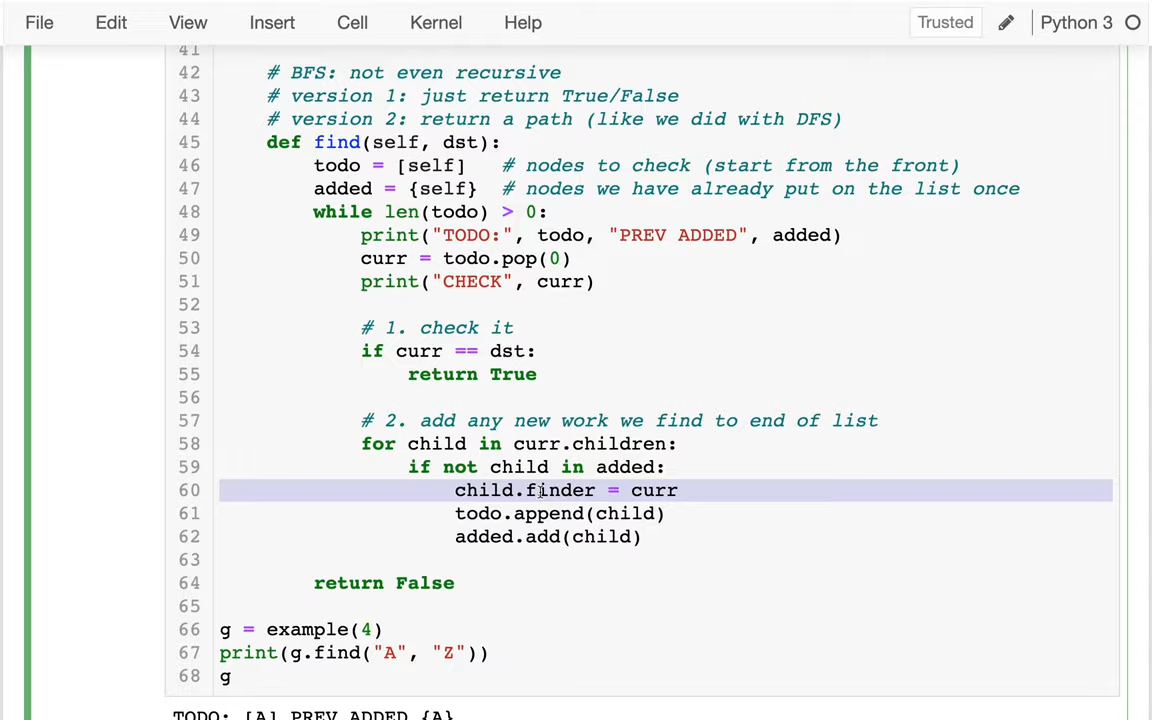 File Edit View Insert Cell Kernel Help Trusted Python 3
41
42 # BFS: not even recursive
43 # version 1: just return True/False
44 # version 2: return a path (like we did with DFS)
45 def find(self, dst):
46 todo = [self] # nodes to check (start from the front)
47 added = {self} # nodes we have already put on the list once
48 while len(todo) > 0:
49 print("TODO:", todo, "PREV ADDED", added)
50 curr = todo.pop(0)
51 print("CHECK", curr)
52
53 # 1. check it
54 if curr == dst:
55 return True
56
57 # 2. add any new work we find to end of list
58 for child in curr.children:
59 if not child in added:
60 child.finder = curr
61 todo.append(child)
62 added.add(child)
63
64 return False
65
66 g = example(4)
67 print(g.find("A", "Z"))
68 g
TODO: [A] PREV ADDED {A}